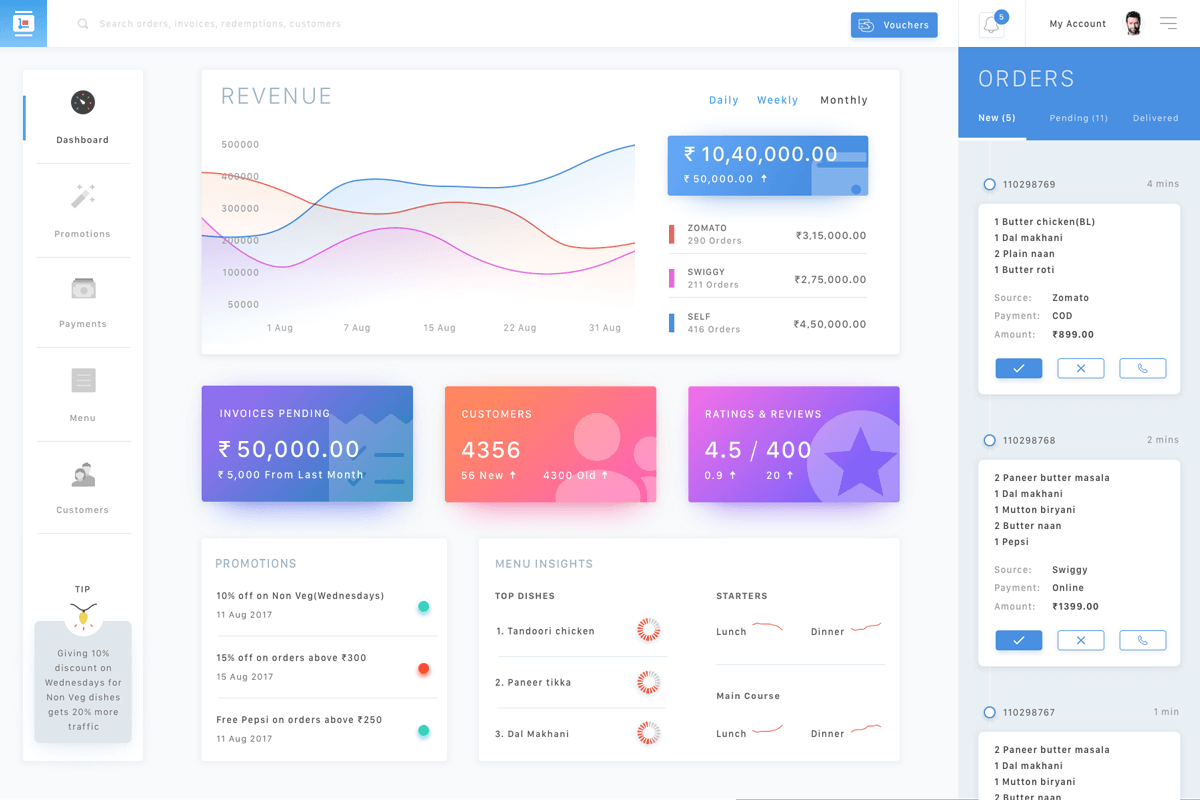 Search orders, invoices, redemptions, customers
Vouchers
5
My Account
Dashboard
Promotions
Payments
Menu
Customers
TIP
Giving 10%
discount on
Wednesdays for
Non Veg dishes
gets 20% more
traffic
REVENUE
Daily Weekly Monthly
500000
400000
300000
200000
100000
50000
1 Aug 7 Aug 15 Aug 22 Aug 31 Aug
₹ 10,40,000.00
₹ 50,000.00 ↑
ZOMATO
290 Orders
₹3,15,000.00
SWIGGY
211 Orders
₹2,75,000.00
SELF
416 Orders
₹4,50,000.00
INVOICES PENDING
₹ 50,000.00
₹ 5,000 From Last Month
CUSTOMERS
4356
56 New ↑ 4300 Old ↑
RATINGS & REVIEWS
4.5 / 400
0.9 ↑ 20 ↑
PROMOTIONS
10% off on Non Veg(Wednesdays)
11 Aug 2017
15% off on orders above ₹300
15 Aug 2017
Free Pepsi on orders above ₹250
11 Aug 2017
MENU INSIGHTS
TOP DISHES
1. Tandoori chicken
2. Paneer tikka
3. Dal Makhani
STARTERS
Lunch Dinner
Main Course
Lunch Dinner
ORDERS
New (5) Pending (11) Delivered
110298769 4 mins
1 Butter chicken(BL)
1 Dal makhani
2 Plain naan
1 Butter roti
Source: Zomato
Payment: COD
Amount: ₹899.00
110298768 2 mins
2 Paneer butter masala
1 Dal makhani
1 Mutton biryani
2 Butter naan
1 Pepsi
Source: Swiggy
Payment: Online
Amount: ₹1399.00
110298767 1 min
2 Paneer butter masala
1 Dal makhani
1 Mutton biryani
2 Butter naan